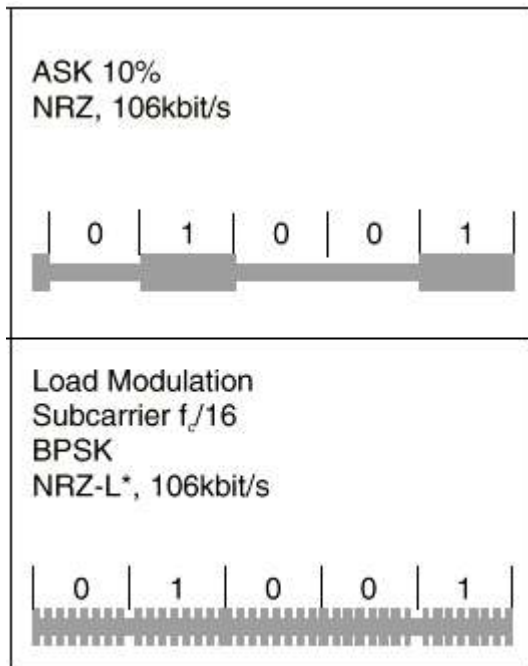 ASK 10%
NRZ, 106kbit/s
0 1 0 0 1
Load Modulation
Subcarrier fc/16
BPSK
NRZ-L*, 106kbit/s
0 1 0 0 1